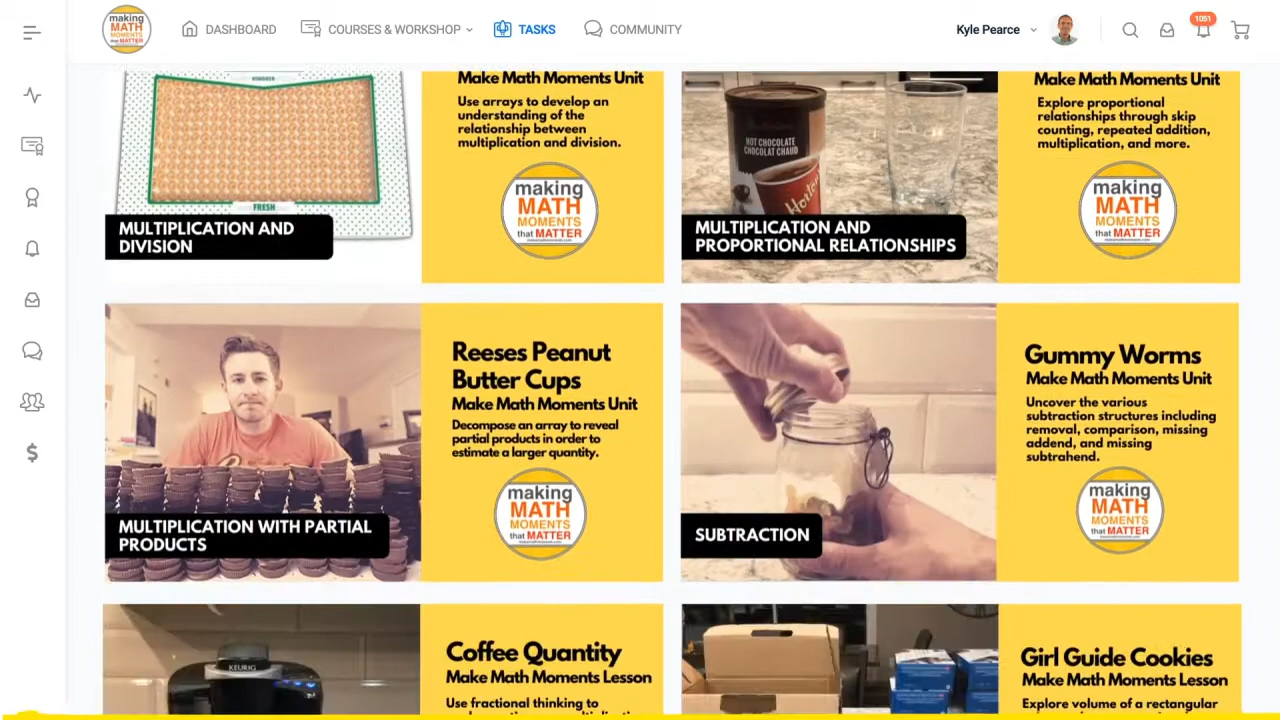 making
MATH
MOMENTS
that MATTER
DASHBOARD
COURSES & WORKSHOP
TASKS
COMMUNITY
Kyle Pearce
1051
Make Math Moments Unit
Use arrays to develop an
understanding of the
relationship between
multiplication and division.
making
MATH
MOMENTS
that MATTER
FRESH
MULTIPLICATION AND
DIVISION
Make Math Moments Unit
Explore proportional
relationships through skip
counting, repeated addition,
multiplication, and more.
making
MATH
MOMENTS
that MATTER
HOT CHOCOLATE
CHOCOLAT CHAUD
Horton
MULTIPLICATION AND
PROPORTIONAL RELATIONSHIPS
Reeses Peanut
Butter Cups
Make Math Moments Unit
Decompose an array to reveal
partial products in order to
estimate a larger quantity.
making
MATH
MOMENTS
that MATTER
MULTIPLICATION WITH PARTIAL
PRODUCTS
Gummy Worms
Make Math Moments Unit
Uncover the various
subtraction structures including
removal, comparison, missing
addend, and missing
subtrahend.
making
MATH
MOMENTS
that MATTER
SUBTRACTION
KEURIG
Coffee Quantity
Make Math Moments Lesson
Use fractional thinking to
Girl Guide Cookies
Make Math Moments Lesson
Explore volume of a rectangular